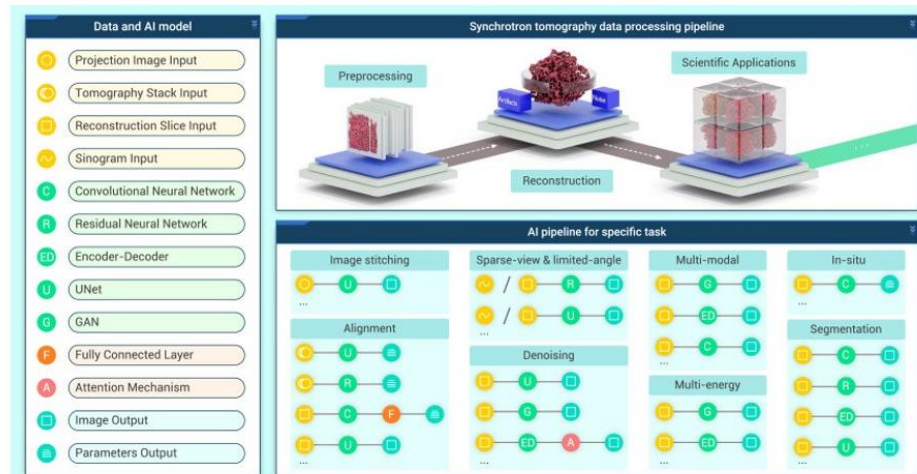 Data and AI model
Projection Image Input
Tomography Stack Input
Reconstruction Slice Input
Sinogram Input
C Convolutional Neural Network
R Residual Neural Network
ED Encoder-Decoder
U UNet
G GAN
F Fully Connected Layer
A Attention Mechanism
Image Output
Parameters Output
Synchrotron tomography data processing pipeline
Preprocessing
Artifacts
Noise
Reconstruction
Scientific Applications
...
AI pipeline for specific task
Image stitching
U
...
Alignment
U
R
C F
U
...
Sparse-view & limited-angle
/ R
/ U
...
Denoising
U
G
ED A
...
Multi-modal
G
ED
C
...
Multi-energy
G
ED
...
In-situ
C
...
Segmentation
C
R
ED
U
...